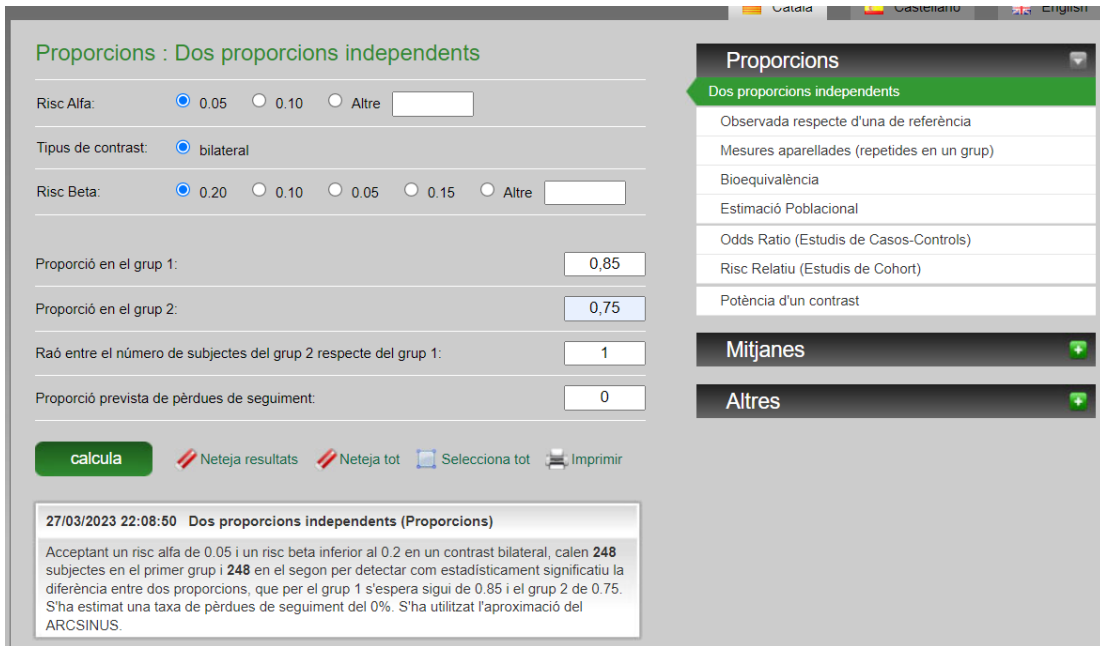 Català Castellano English
Proporcions : Dos proporcions independents
Risc Alfa: 0.05 0.10 Altre
Tipus de contrast: bilateral
Risc Beta: 0.20 0.10 0.05 0.15 Altre
Proporció en el grup 1: 0,85
Proporció en el grup 2: 0,75
Raó entre el número de subjectes del grup 2 respecte del grup 1: 1
Proporció prevista de pèrdues de seguiment: 0
calcula Neteja resultats Neteja tot Selecciona tot Imprimir
27/03/2023 22:08:50 Dos proporcions independents (Proporcions)
Acceptant un risc alfa de 0.05 i un risc beta inferior al 0.2 en un contrast bilateral, calen 248
subjectes en el primer grup i 248 en el segon per detectar com estadísticament significatiu la
diferència entre dos proporcions, que per el grup 1 s'espera sigui de 0.85 i el grup 2 de 0.75.
S'ha estimat una taxa de pèrdues de seguiment del 0%. S'ha utilitzat l'aproximació del
ARCSINUS.
Proporcions
Dos proporcions independents
Observada respecte d'una de referència
Mesures aparellades (repetides en un grup)
Bioequivalència
Estimació Poblacional
Odds Ratio (Estudis de Casos-Controls)
Risc Relatiu (Estudis de Cohort)
Potència d'un contrast
Mitjanes
Altres